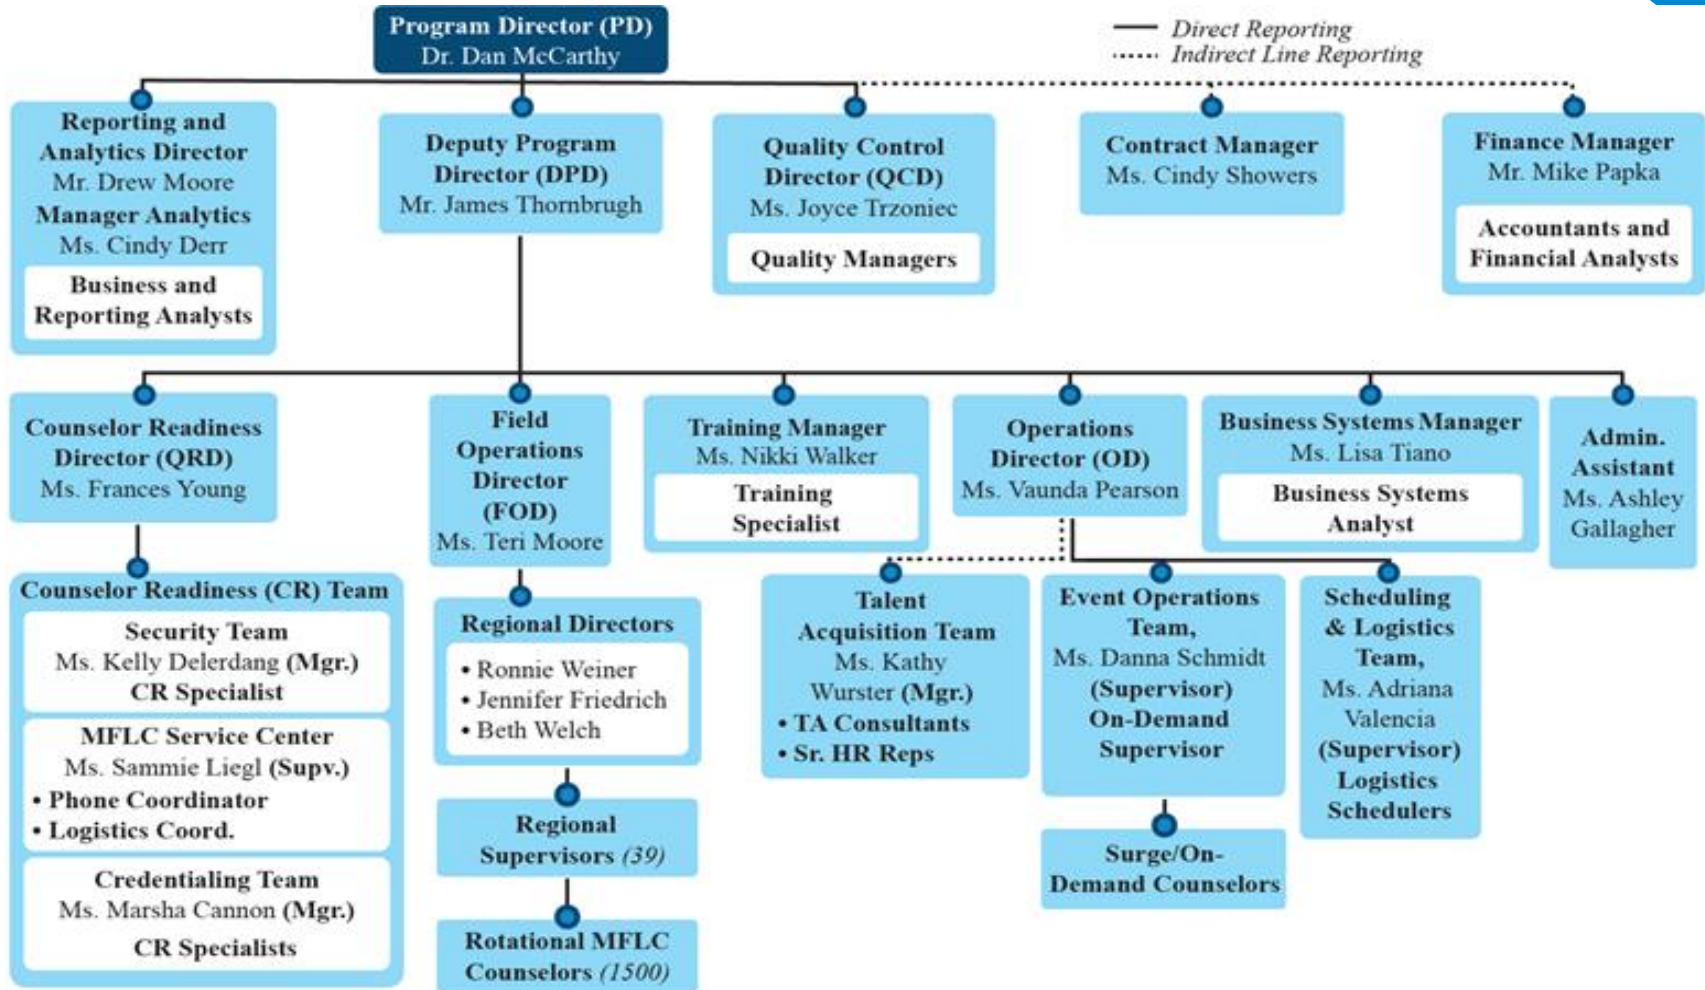 Program Director (PD)
Dr. Dan McCarthy
Direct Reporting
Indirect Line Reporting
Reporting and
Analytics Director
Mr. Drew Moore
Manager Analytics
Ms. Cindy Derr
Business and
Reporting Analysts
Deputy Program
Director (DPD)
Mr. James Thornbrugh
Quality Control
Director (QCD)
Ms. Joyce Trzoniec
Quality Managers
Contract Manager
Ms. Cindy Showers
Finance Manager
Mr. Mike Papka
Accountants and
Financial Analysts
Counselor Readiness
Director (QRD)
Ms. Frances Young
Field
Operations
Director
(FOD)
Ms. Teri Moore
Training Manager
Ms. Nikki Walker
Training
Specialist
Operations
Director (OD)
Ms. Vaunda Pearson
Business Systems Manager
Ms. Lisa Tiano
Business Systems
Analyst
Admin.
Assistant
Ms. Ashley
Gallagher
Counselor Readiness (CR) Team
Security Team
Ms. Kelly Delerdang (Mgr.)
CR Specialist
MFLC Service Center
Ms. Sammie Liegl (Supv.)
• Phone Coordinator
• Logistics Coord.
Credentialing Team
Ms. Marsha Cannon (Mgr.)
CR Specialists
Regional Directors
• Ronnie Weiner
• Jennifer Friedrich
• Beth Welch
Regional
Supervisors (39)
Rotational MFLC
Counselors (1500)
Talent
Acquisition Team
Ms. Kathy
Wurster (Mgr.)
• TA Consultants
• Sr. HR Reps
Event Operations
Team,
Ms. Danna Schmidt
(Supervisor)
On-Demand
Supervisor
Surge/On-
Demand Counselors
Scheduling
& Logistics
Team,
Ms. Adriana
Valencia
(Supervisor)
Logistics
Schedulers